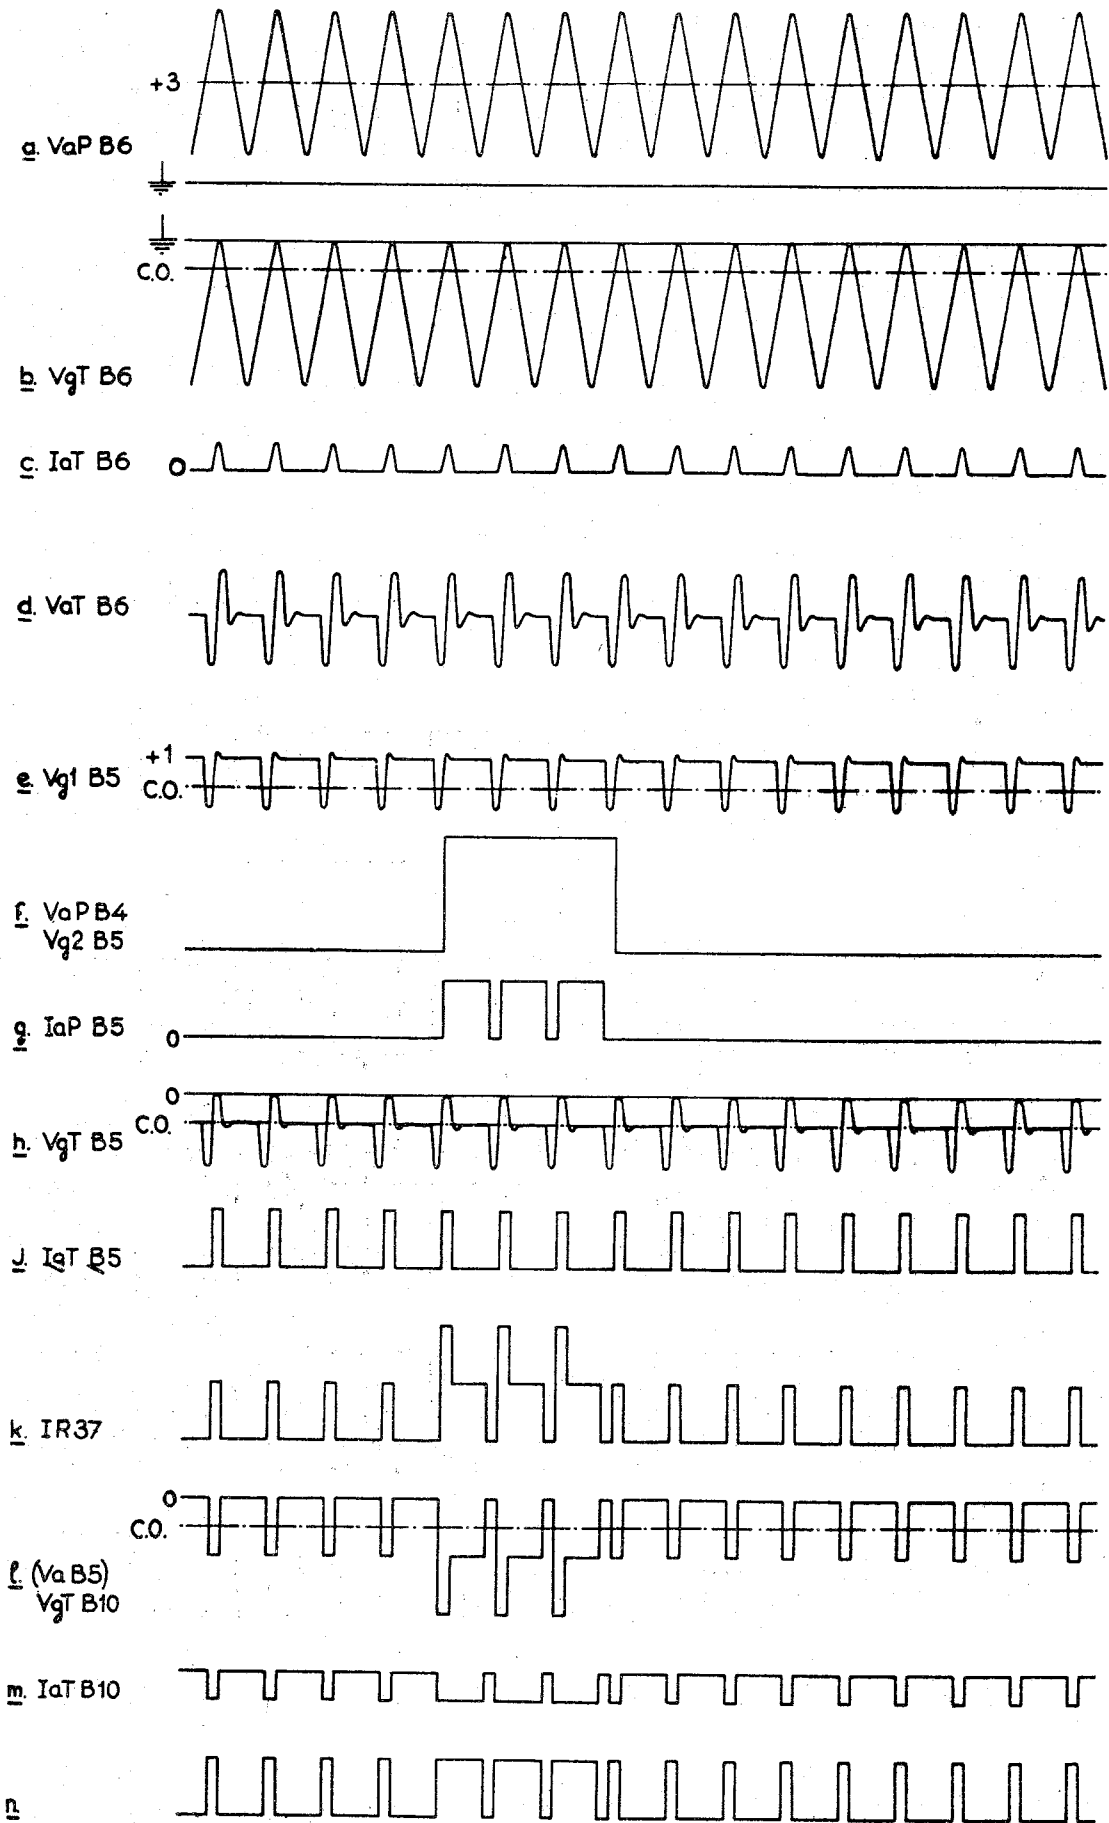 +3
a. VaP B6
C.O.
b. VgT B6
c. IaT B6 0
d. VaT B6
+1
e. Vg1 B5
C.O.
f. VaP B4
Vg2 B5
g. IaP B5
0
0
C.O.
h. VgT B5
j. IaT B5
k. IR37
0
C.O.
l. (Va B5)
VgT B10
m. IaT B10
n